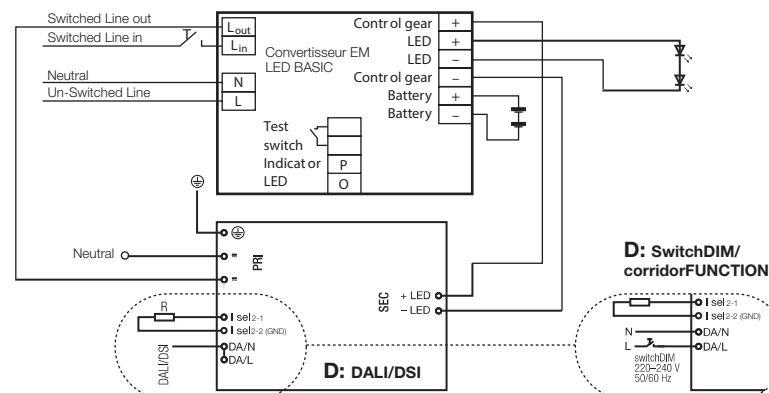 Switched Line out
Switched Line in
Neutral
Un-Switched Line
Lout
Lin
N
L
Convertisseur EM
LED BASIC
Test
switch
Indicator
LED
P
O
Control gear +
LED +
LED –
Control gear –
Battery +
Battery –
Neutral
PRI
=
=
SEC
+ LED
– LED
R
I sel2-1
I sel2-2 (GND)
DA/N
DA/L
DALI/DSI
D: DALI/DSI
D: SwitchDIM/
corridorFUNCTION
I sel2-1
I sel2-2 (GND)
N
DA/N
L
DA/L
switchDIM
220–240 V
50/60 Hz